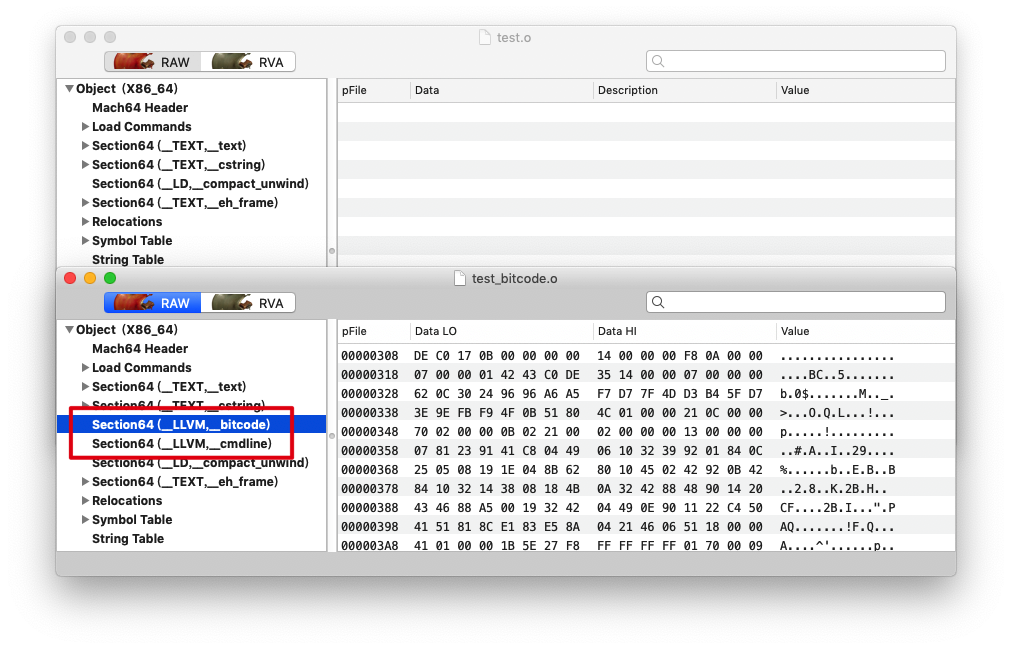 test.o
RAW RVA
pFile Data Description Value
Object (X86_64)
Mach64 Header
Load Commands
Section64 (__TEXT,__text)
Section64 (__TEXT,__cstring)
Section64 (__LD,__compact_unwind)
Section64 (__TEXT,__eh_frame)
Relocations
Symbol Table
String Table
test_bitcode.o
RAW RVA
Object (X86_64)
Mach64 Header
Load Commands
Section64 (__TEXT,__text)
Section64 (__TEXT,__cstring)
Section64 (__LLVM,__bitcode)
Section64 (__LLVM,__cmdline)
Section64 (__LD,__compact_unwind)
Section64 (__TEXT,__eh_frame)
Relocations
Symbol Table
String Table
pFile Data LO Data HI Value
00000308 DE C0 17 0B 00 00 00 00 14 00 00 00 F8 0A 00 00 ................
00000318 07 00 00 01 42 43 C0 DE 35 14 00 00 07 00 00 00 ....BC..5.......
00000328 62 0C 30 24 96 96 A6 A5 F7 D7 7F 4D D3 B4 5F D7 b.0$.......M.._.
00000338 3E 9E FB F9 4F 0B 51 80 4C 01 00 00 21 0C 00 00 >...O.Q.L...!...
00000348 70 02 00 00 0B 02 21 00 02 00 00 00 13 00 00 00 p.....!.........
00000358 07 81 23 91 41 C8 04 49 06 10 32 39 92 01 84 0C ..#.A..I..29....
00000368 25 05 08 19 1E 04 8B 62 80 10 45 02 42 92 0B 42 %......b..E.B..B
00000378 84 10 32 14 38 08 18 4B 0A 32 42 88 48 90 14 20 ..2.8..K.2B.H..
00000388 43 46 88 A5 00 19 32 42 04 49 0E 90 11 22 C4 50 CF....2B.I...".P
00000398 41 51 81 8C E1 83 E5 8A 04 21 46 06 51 18 00 00 AQ.......!F.Q...
000003A8 41 01 00 00 1B 5E 27 F8 FF FF FF FF 01 70 00 09 A....^'......p..